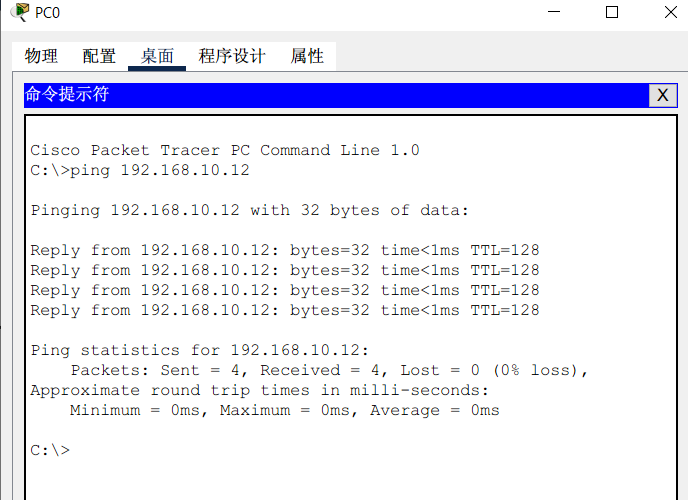 PC0
物理 配置 桌面 程序设计 属性
命令提示符 X
Cisco Packet Tracer PC Command Line 1.0
C:\>ping 192.168.10.12
Pinging 192.168.10.12 with 32 bytes of data:
Reply from 192.168.10.12: bytes=32 time<1ms TTL=128
Reply from 192.168.10.12: bytes=32 time<1ms TTL=128
Reply from 192.168.10.12: bytes=32 time<1ms TTL=128
Reply from 192.168.10.12: bytes=32 time<1ms TTL=128
Ping statistics for 192.168.10.12:
Packets: Sent = 4, Received = 4, Lost = 0 (0% loss),
Approximate round trip times in milli-seconds:
Minimum = 0ms, Maximum = 0ms, Average = 0ms
C:\>